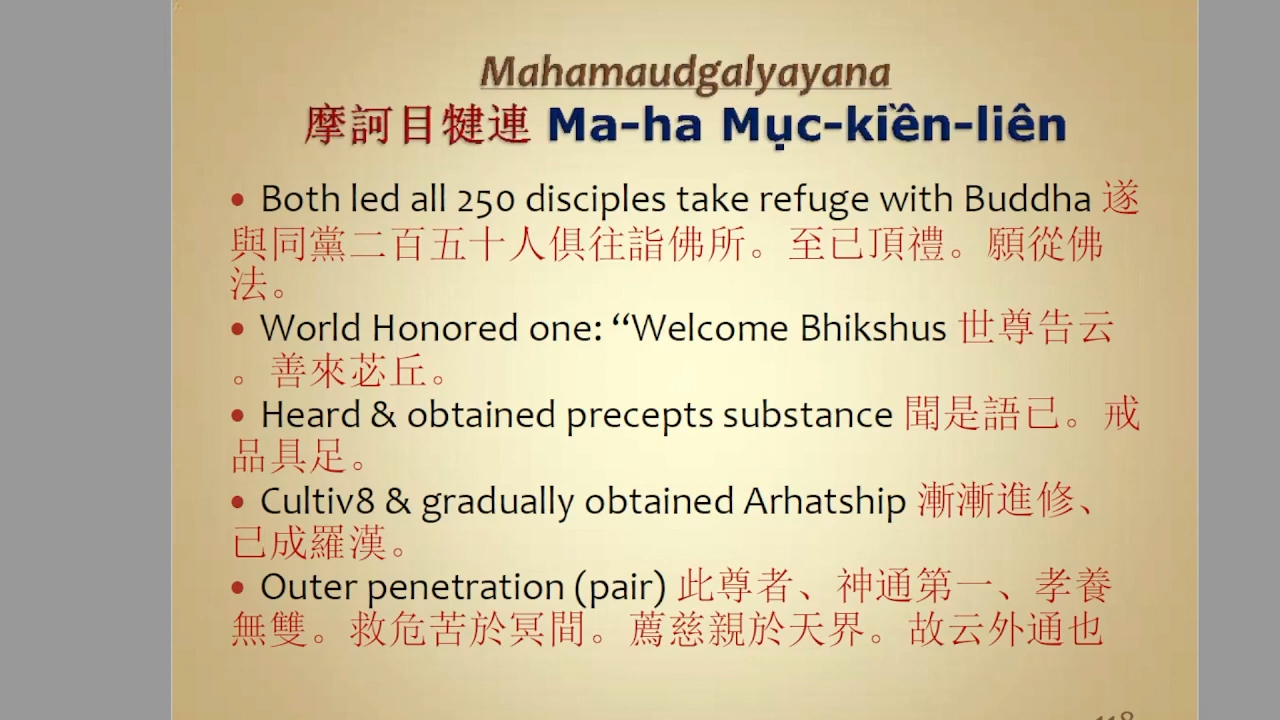 Mahamaudgalyayana
摩訶目犍連 Ma-ha Mục-kiền-liên
• Both led all 250 disciples take refuge with Buddha 遂
與同黨二百五十人俱往詣佛所。至已頂禮。願從佛
法。
• World Honored one: “Welcome Bhikshus 世尊告云
。善來苾丘。
• Heard & obtained precepts substance 聞是語已。戒
品具足。
• Cultiv8 & gradually obtained Arhatship 漸漸進修、
已成羅漢。
• Outer penetration (pair) 此尊者、神通第一、孝養
無雙。救危苦於冥間。薦慈親於天界。故云外通也